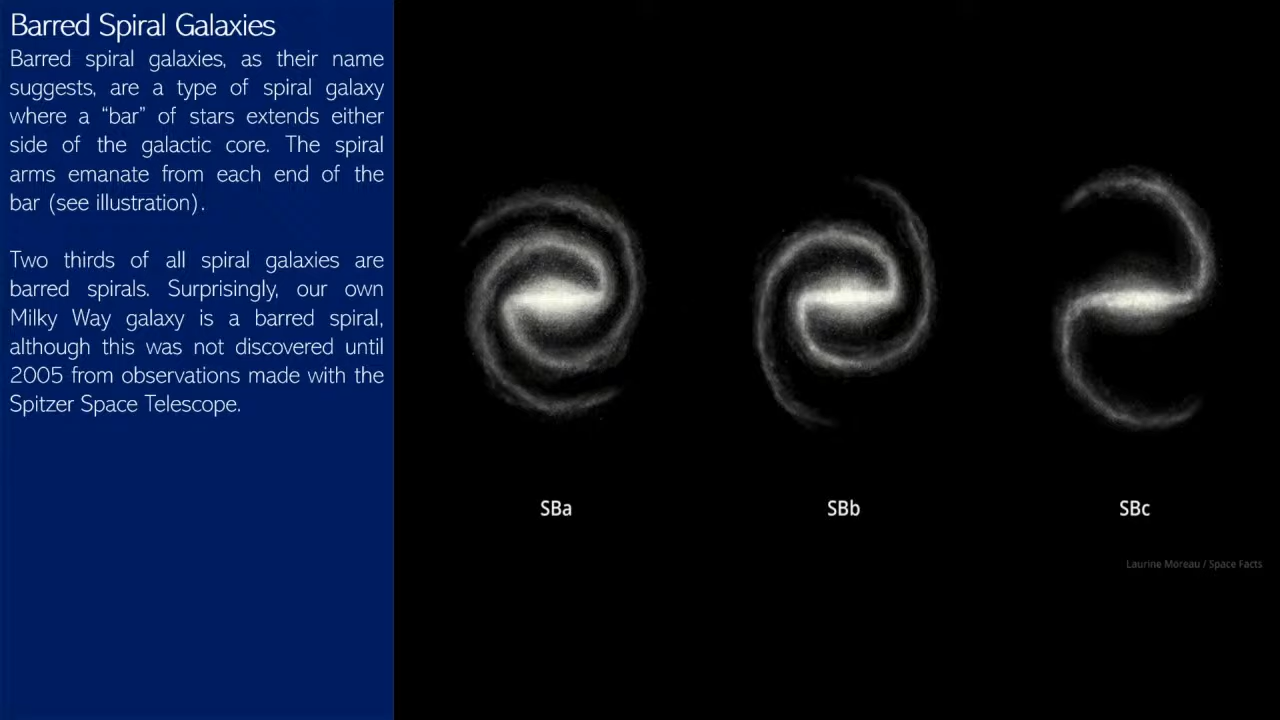 Barred Spiral Galaxies
Barred spiral galaxies, as their name
suggests, are a type of spiral galaxy
where a “bar” of stars extends either
side of the galactic core. The spiral
arms emanate from each end of the
bar (see illustration).
Two thirds of all spiral galaxies are
barred spirals. Surprisingly, our own
Milky Way galaxy is a barred spiral,
although this was not discovered until
2005 from observations made with the
Spitzer Space Telescope.
SBa
SBb
SBc
Laurine Moreau / Space Facts